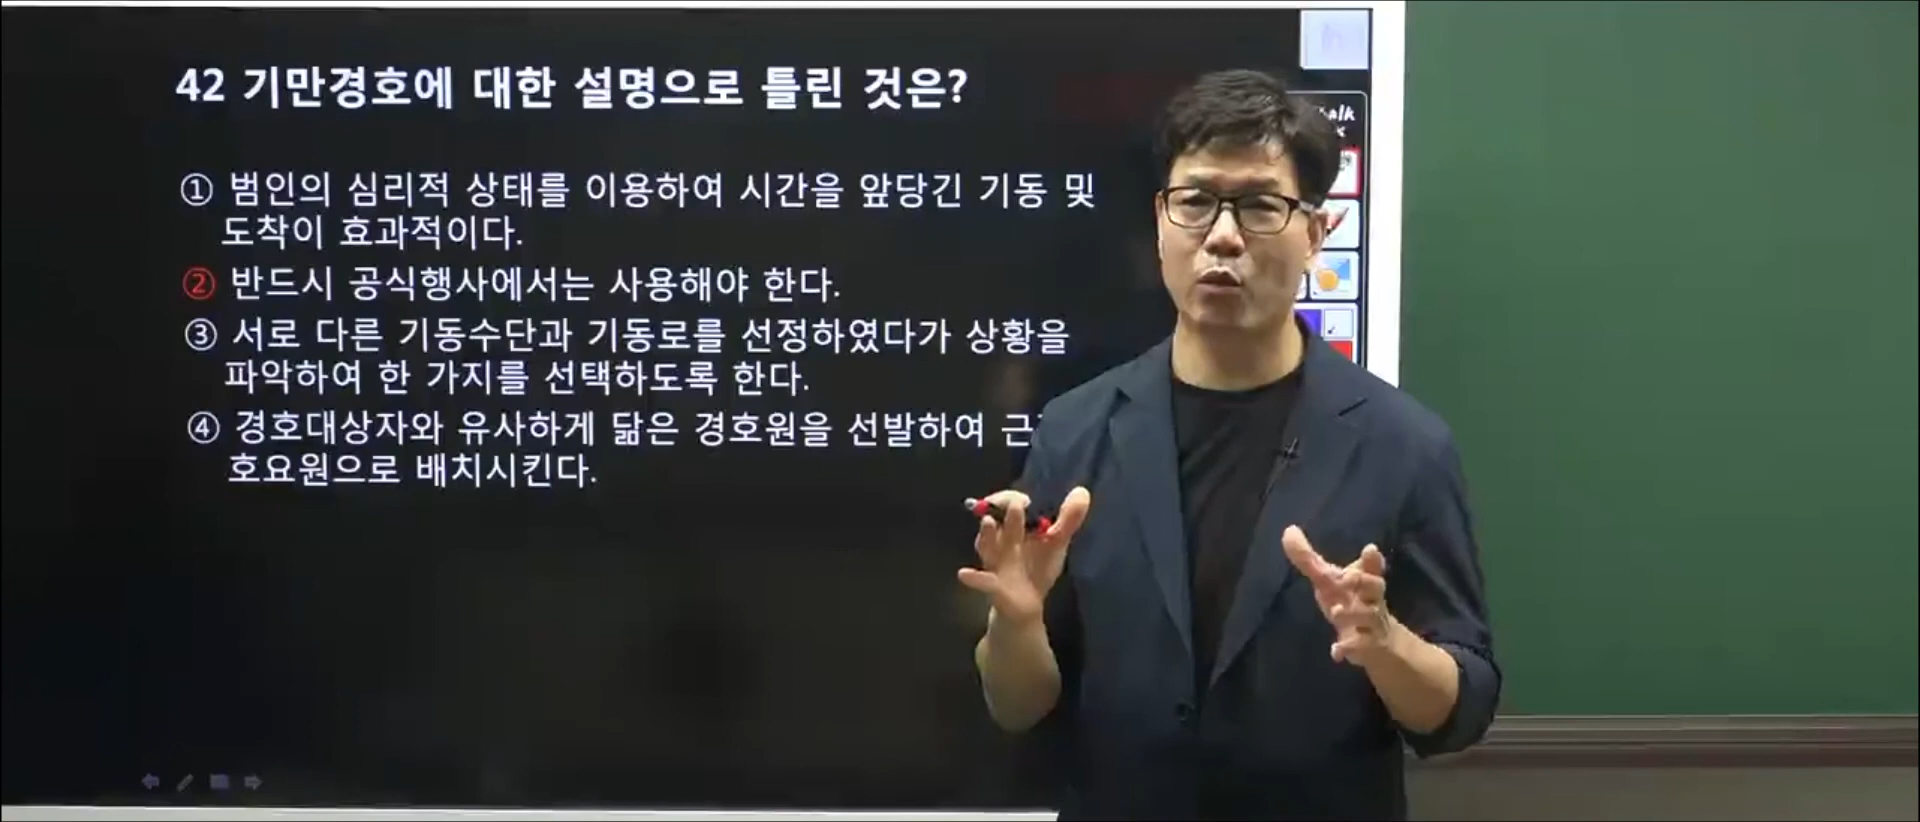 42 기만경호에 대한 설명으로 틀린 것은?
① 범인의 심리적 상태를 이용하여 시간을 앞당긴 기동 및
도착이 효과적이다.
② 반드시 공식행사에서는 사용해야 한다.
③ 서로 다른 기동수단과 기동로를 선정하였다가 상황을
파악하여 한 가지를 선택하도록 한다.
④ 경호대상자와 유사하게 닮은 경호원을 선발하여
호요원으로 배치시킨다.